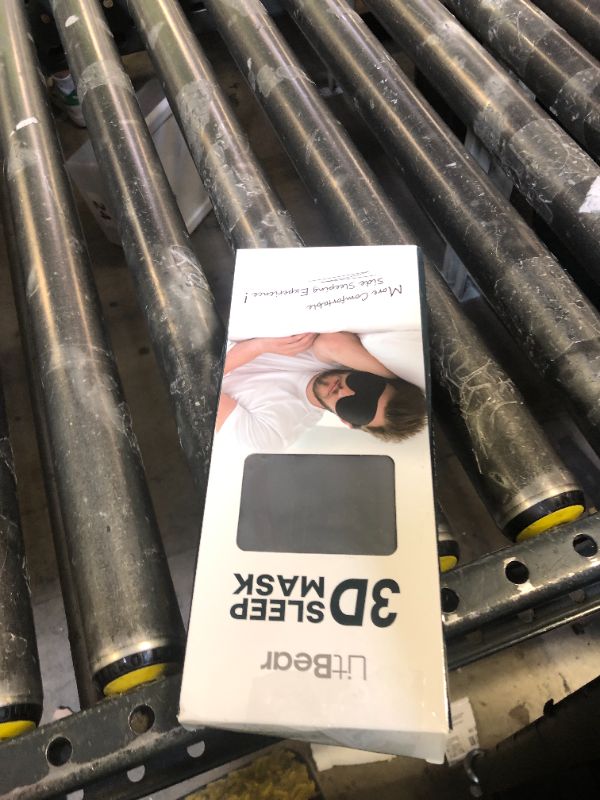 LitBear
3D SLEEP
MASK
More Comfortable
Side Sleeping Experience!